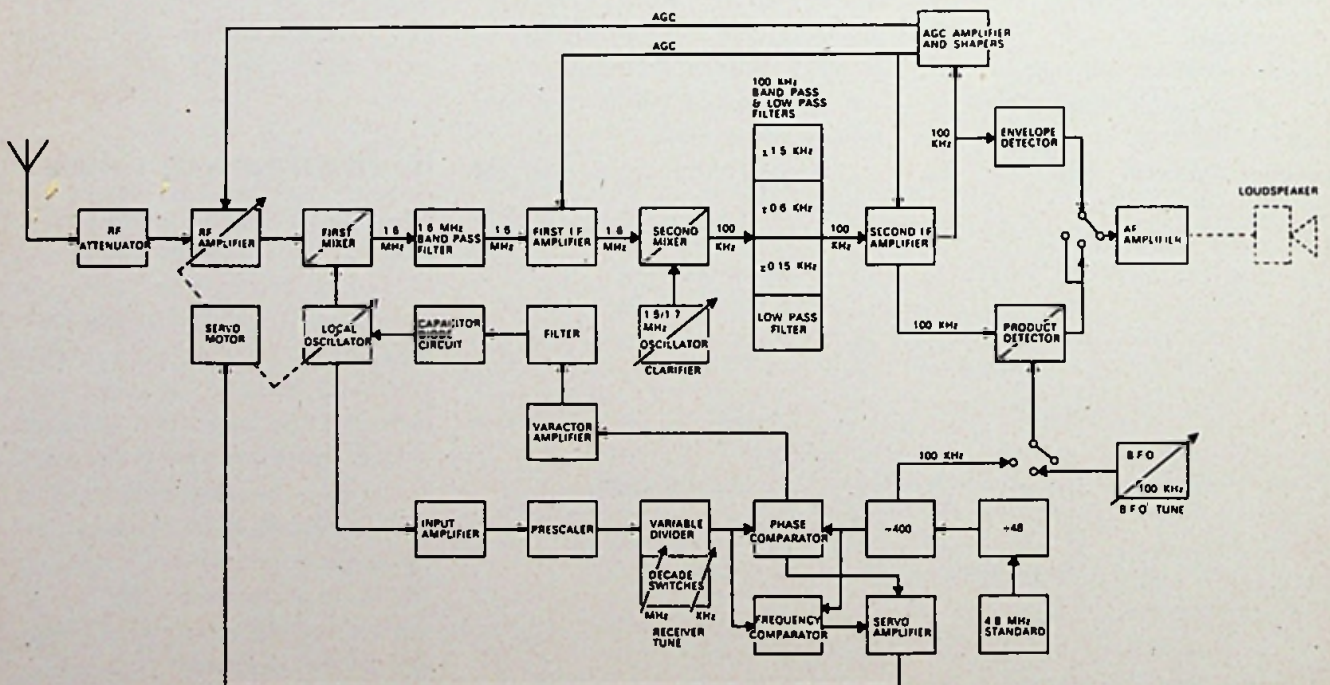 AGC
AGC AMPLIFIER
AND SHAPERS
AGC
100 KHz
BAND PASS
& LOW PASS
FILTERS
100
KHz
ENVELOPE
DETECTOR
± 1.5 KHz
LOUDSPEAKER
RF
ATTENUATOR
RF
AMPLIFIER
FIRST
MIXER
1.6
MHz
1.6 MHz
BAND PASS
FILTER
1.6
MHz
FIRST I F
AMPLIFIER
1.6
MHz
SECOND
MIXER
100
KHz
± 0.6 KHz
100
KHz
SECOND I F
AMPLIFIER
AF
AMPLIFIER
± 0.15 KHz
SERVO
MOTOR
LOCAL
OSCILLATOR
CAPACITOR
DIODE
CIRCUIT
FILTER
1.5/1.7
MHz
OSCILLATOR
CLARIFIER
LOW PASS
FILTER
100 KHz
PRODUCT
DETECTOR
VARACTOR
AMPLIFIER
100 KHz
B F O
100 KHz
B F O TUNE
INPUT
AMPLIFIER
PRESCALER
VARIABLE
DIVIDER
PHASE
COMPARATOR
÷400
÷48
DECADE
SWITCHES
MHz
KHz
RECEIVER
TUNE
FREQUENCY
COMPARATOR
SERVO
AMPLIFIER
4.8 MHz
STANDARD